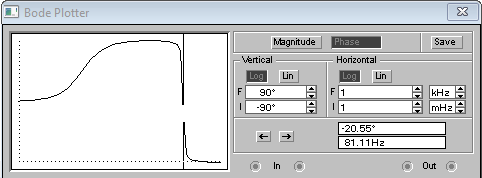 Bode Plotter
Magnitude Phase Save
Vertical Horizontal
Log Lin Log Lin
F 90° F 1 kHz
I -90° I 1 mHz
-20.55°
81.11Hz
In Out